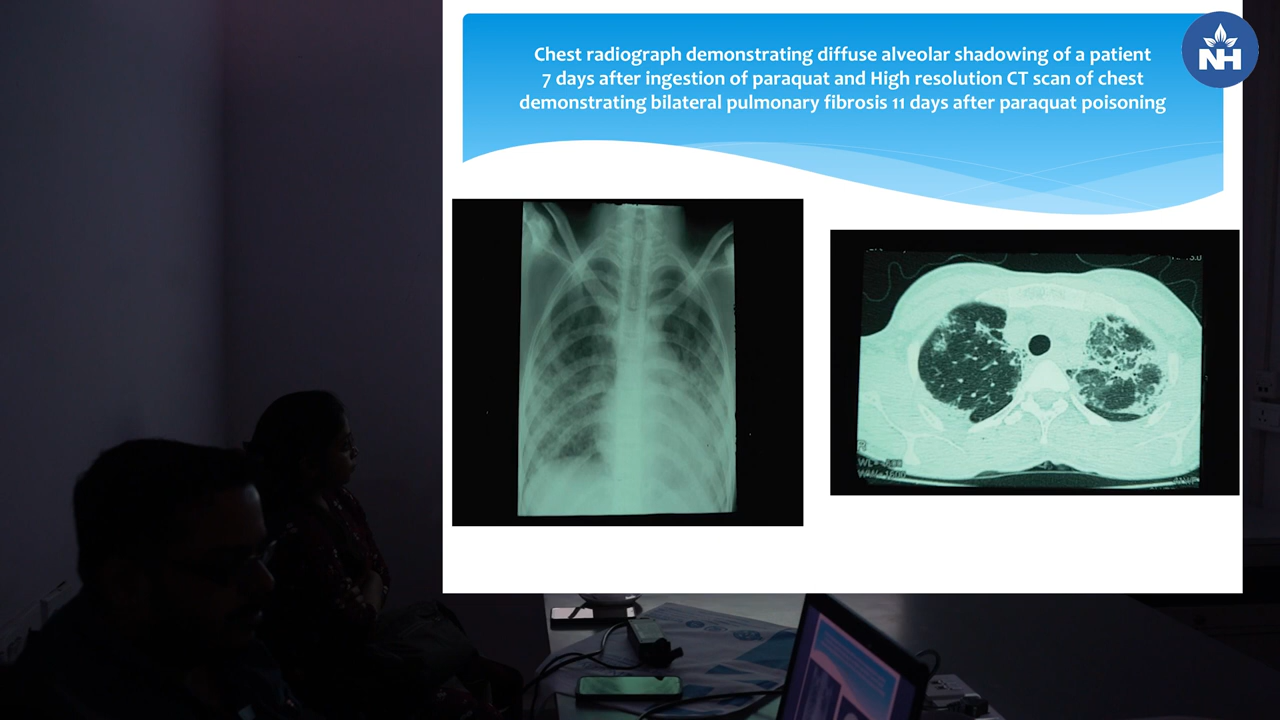 Chest radiograph demonstrating diffuse alveolar shadowing of a patient
7 days after ingestion of paraquat and High resolution CT scan of chest
demonstrating bilateral pulmonary fibrosis 11 days after paraquat poisoning
NH
R